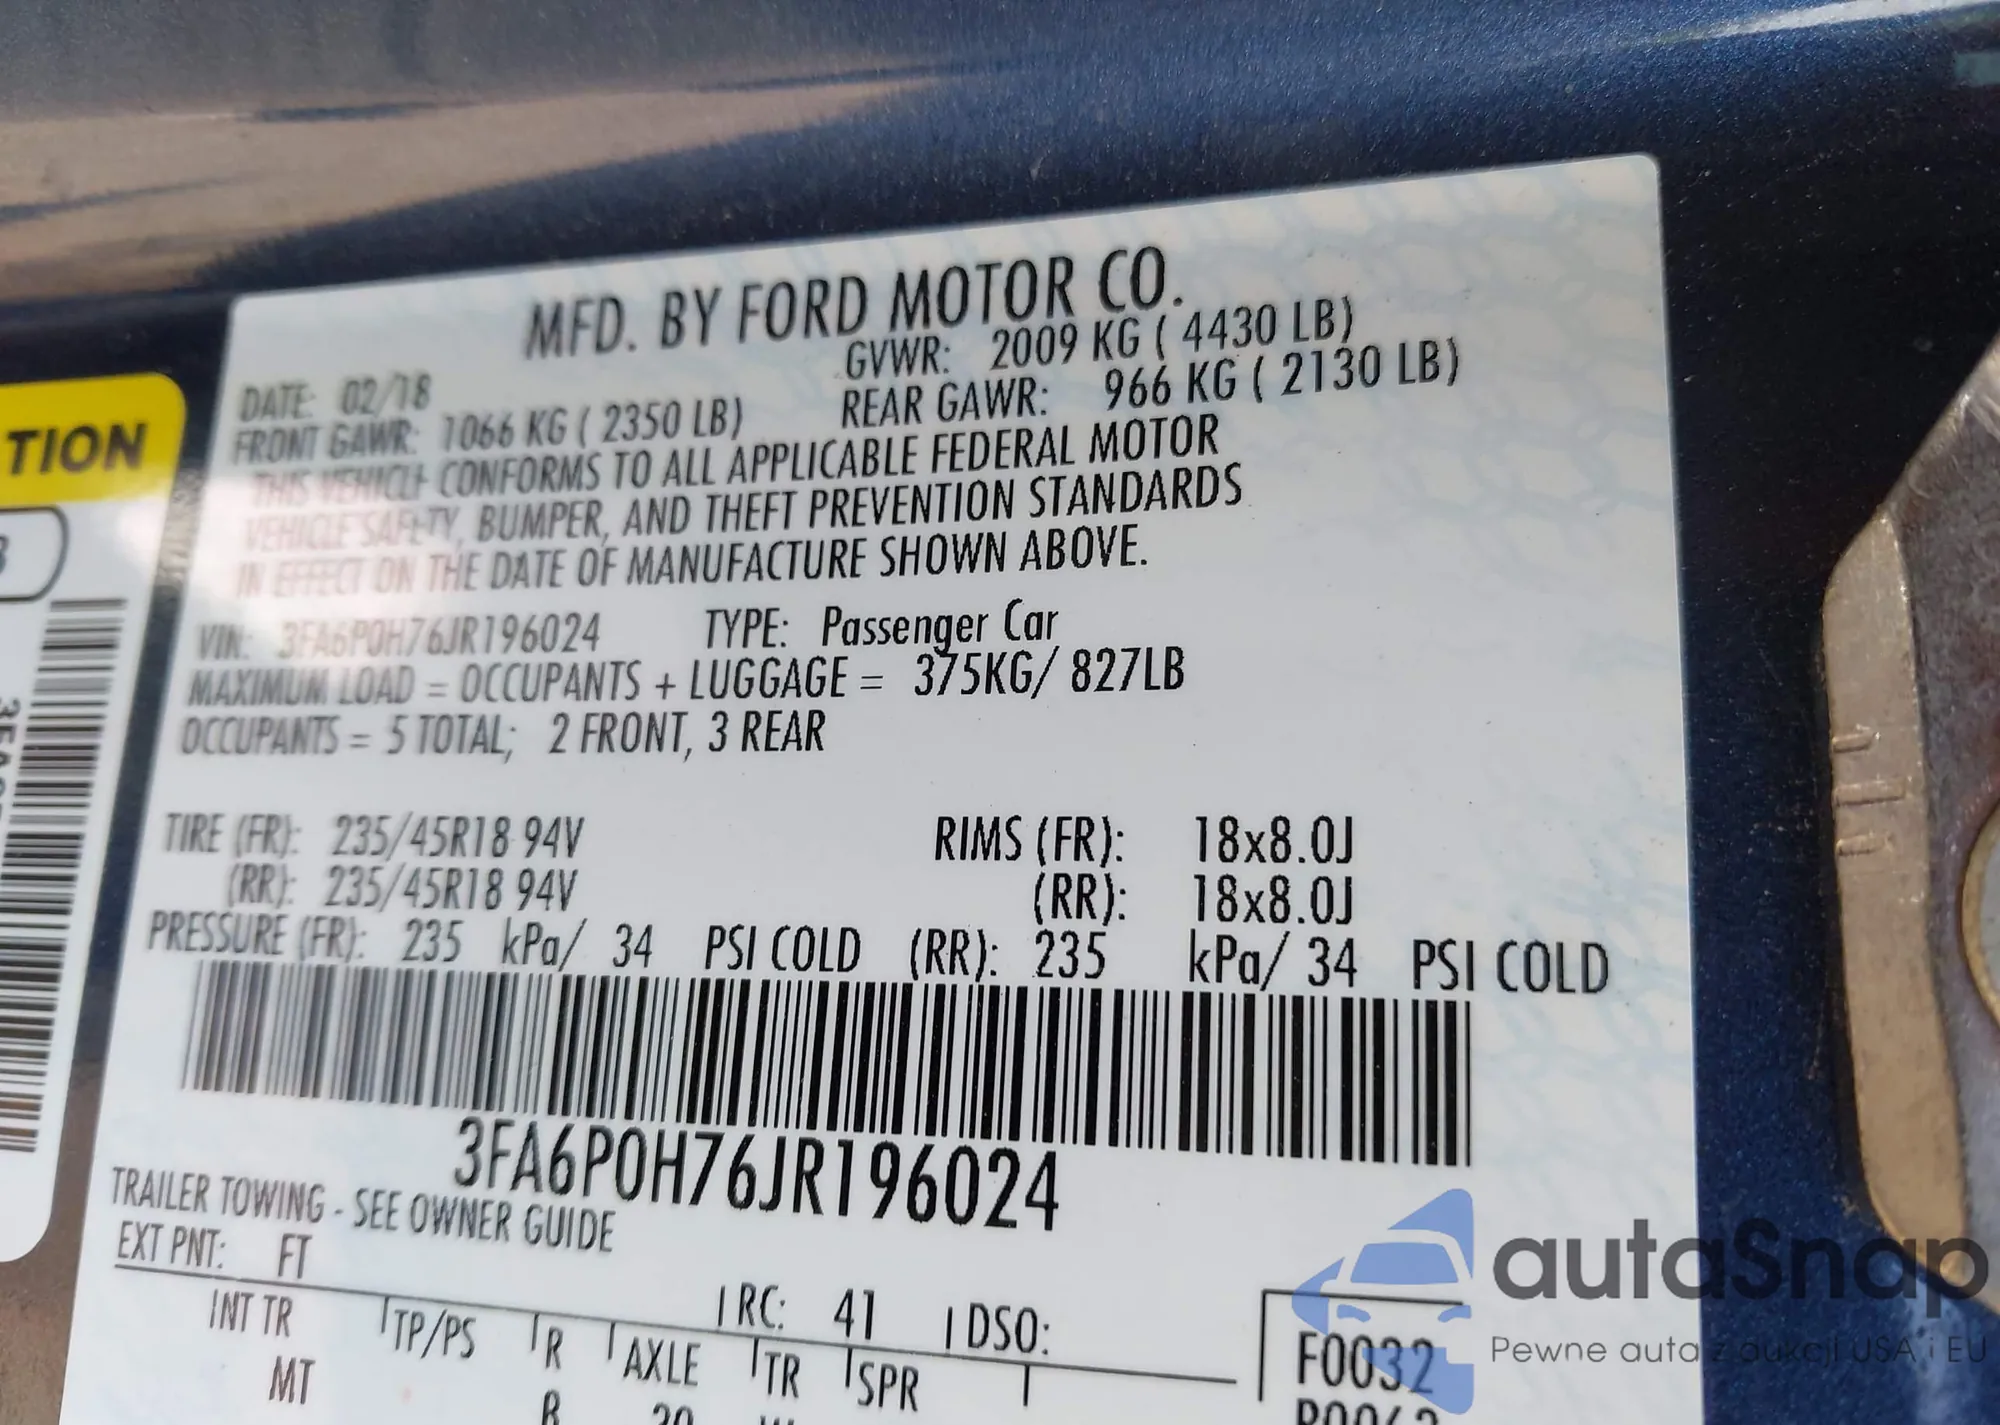 TION
MFD. BY FORD MOTOR CO.
DATE: 02/18 GVWR: 2009 KG ( 4430 LB)
FRONT GAWR: 1066 KG ( 2350 LB) REAR GAWR: 966 KG ( 2130 LB)
THIS VEHICLE CONFORMS TO ALL APPLICABLE FEDERAL MOTOR
VEHICLE SAFETY, BUMPER, AND THEFT PREVENTION STANDARDS
IN EFFECT ON THE DATE OF MANUFACTURE SHOWN ABOVE.
VIN: 3FA6P0H76JR196024 TYPE: Passenger Car
MAXIMUM LOAD = OCCUPANTS + LUGGAGE = 375KG/ 827LB
OCCUPANTS = 5 TOTAL; 2 FRONT, 3 REAR
TIRE (FR): 235/45R18 94V RIMS (FR): 18x8.0J
(RR): 235/45R18 94V (RR): 18x8.0J
PRESSURE (FR): 235 kPa/ 34 PSI COLD (RR): 235 kPa/ 34 PSI COLD
3FA6P0H76JR196024
TRAILER TOWING - SEE OWNER GUIDE
EXT PNT: FT RC: 41 DSO:
INT TR TP/PS R AXLE TR SPR F0032
MT
autaSnap
Pewne auta z aukcji USA i EU